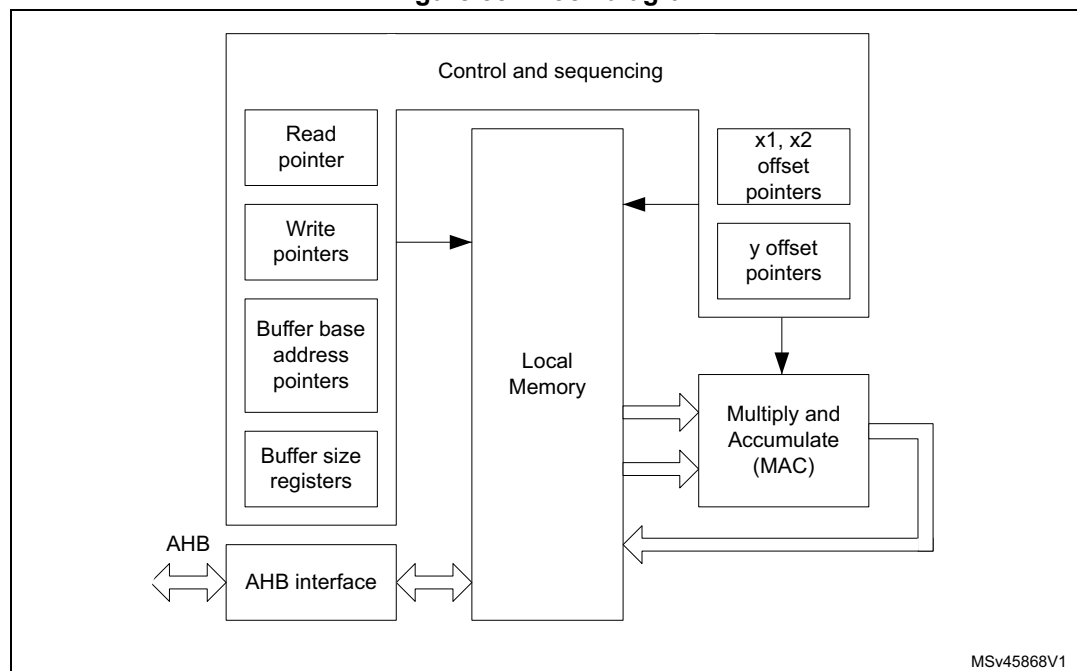 Control and sequencing
Read
pointer
Write
pointers
Buffer base
address
pointers
Buffer size
registers
x1, x2
offset
pointers
y offset
pointers
Local
Memory
Multiply and
Accumulate
(MAC)
AHB
AHB interface
MSv45868V1